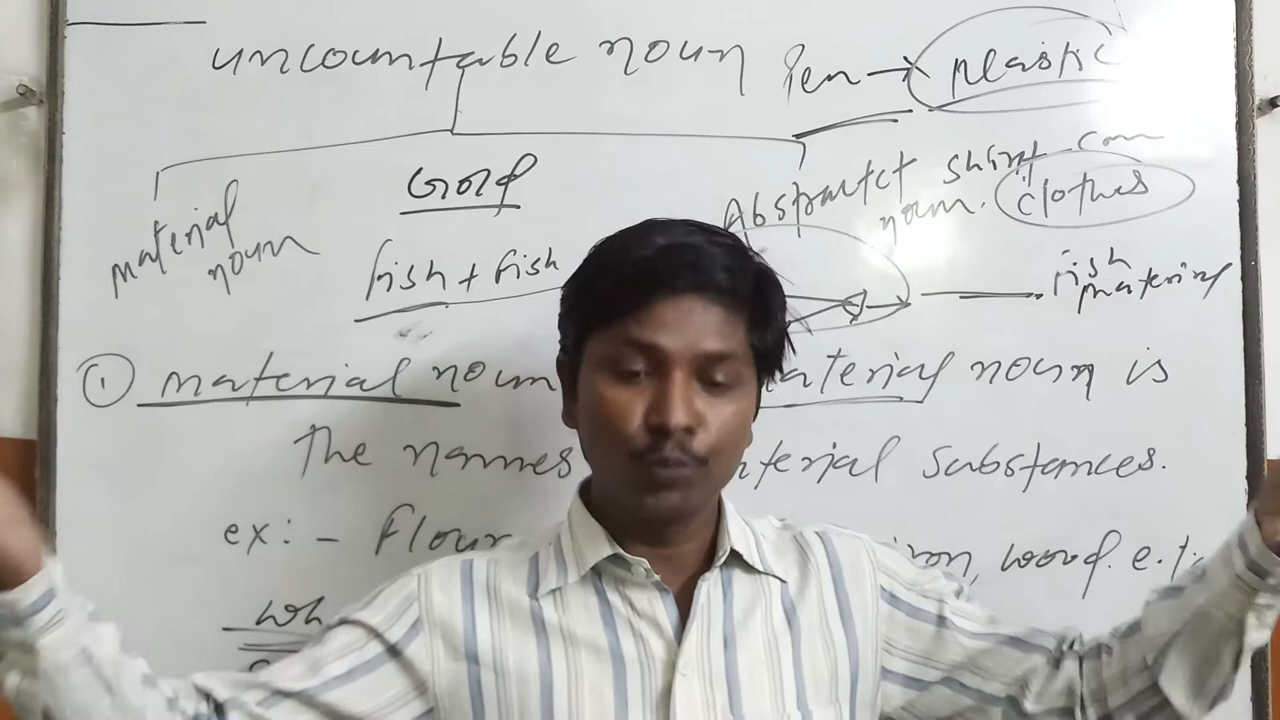 uncountable noun Pen → plastic
Gold
Abstract noun.
shirt
clothes
material noun
fish + fish
fish material
① material noun material noun is
The names material substances.
ex:- Flour iron, wood. e.t.
wh